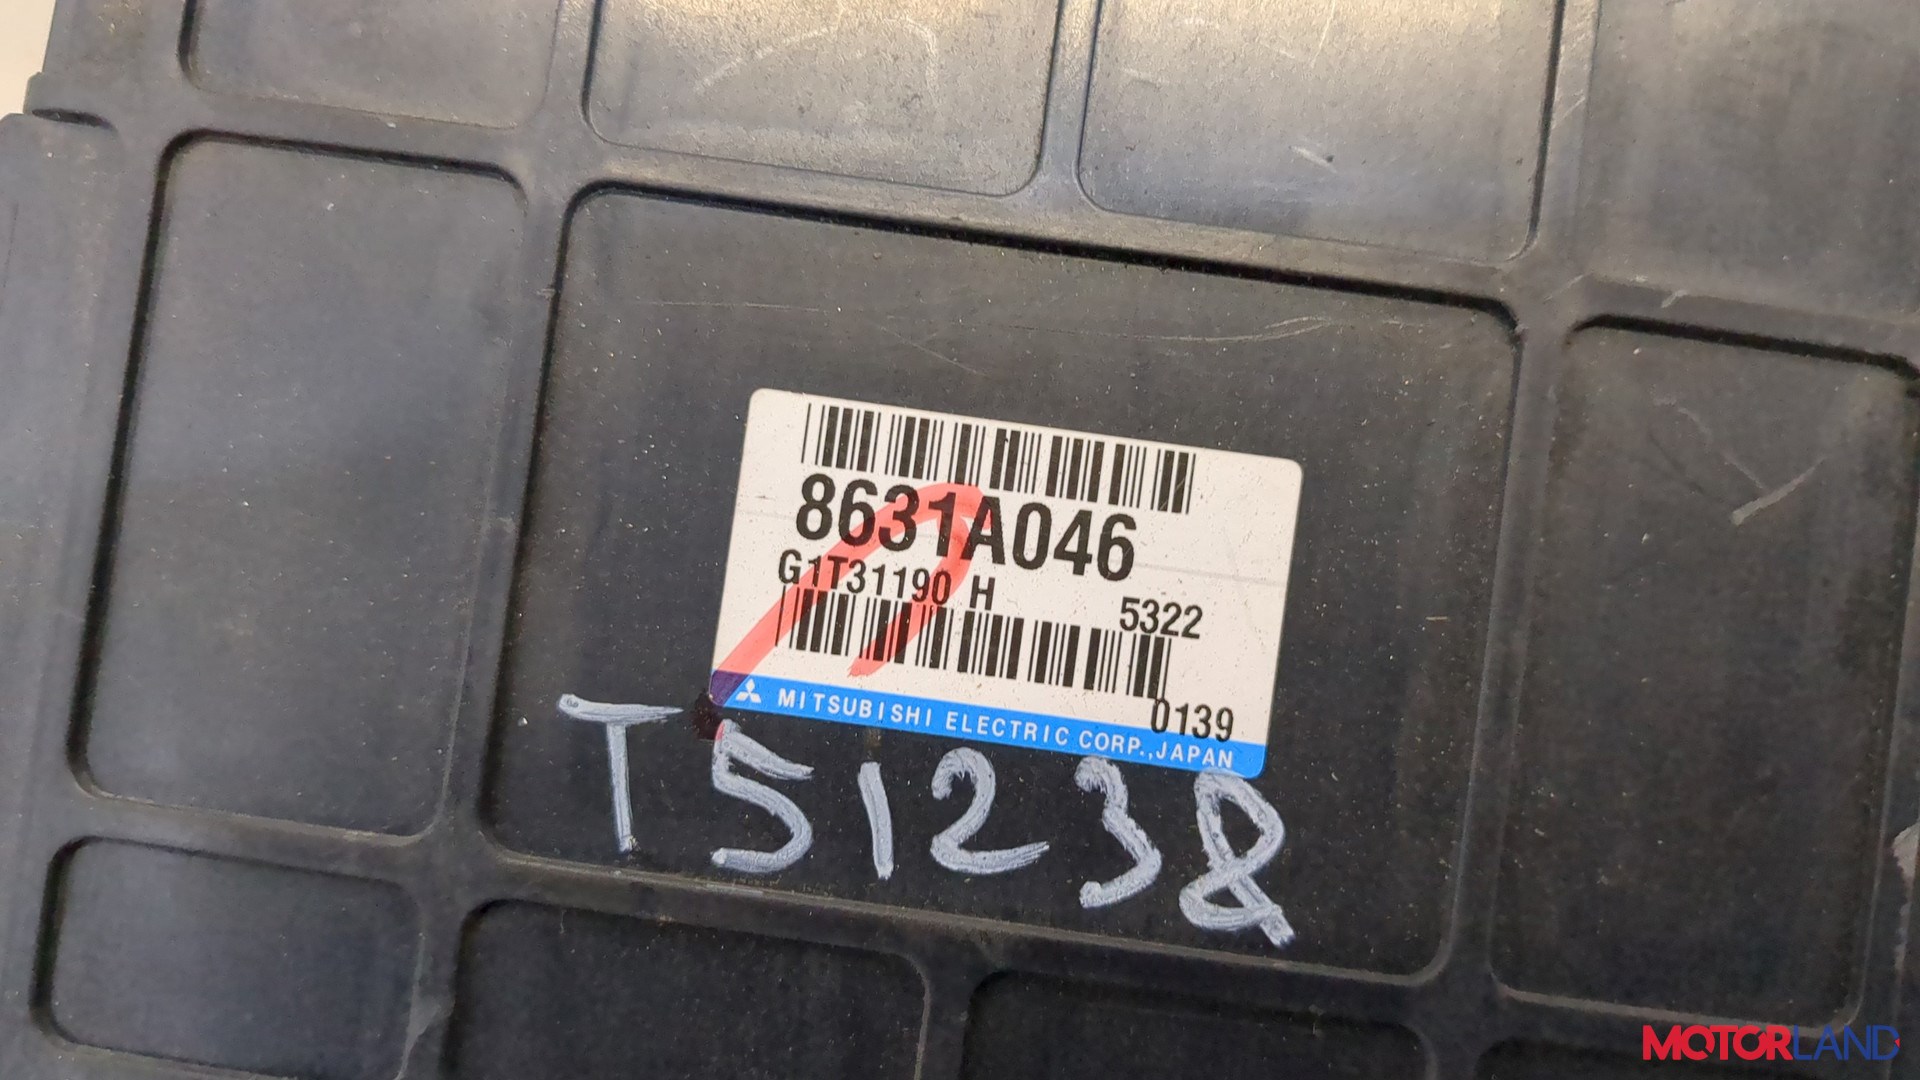 8631A046
G1T31190 H 5322
0139
MITSUBISHI ELECTRIC CORP., JAPAN
T51238
MOTORLAND